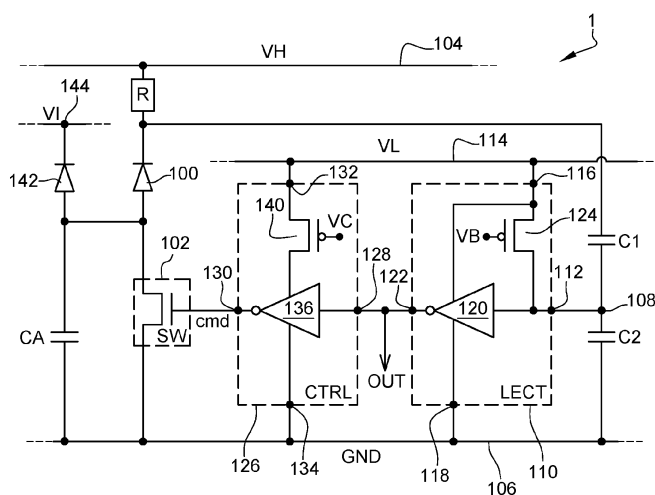 1
VH
104
R
144
VI
VL
114
142
100
132
116
140
124
VC
VB
C1
102
130
128
122
112
108
136
120
cmd
SW
CA
C2
OUT
CTRL
LECT
126
134
GND
118
106
110